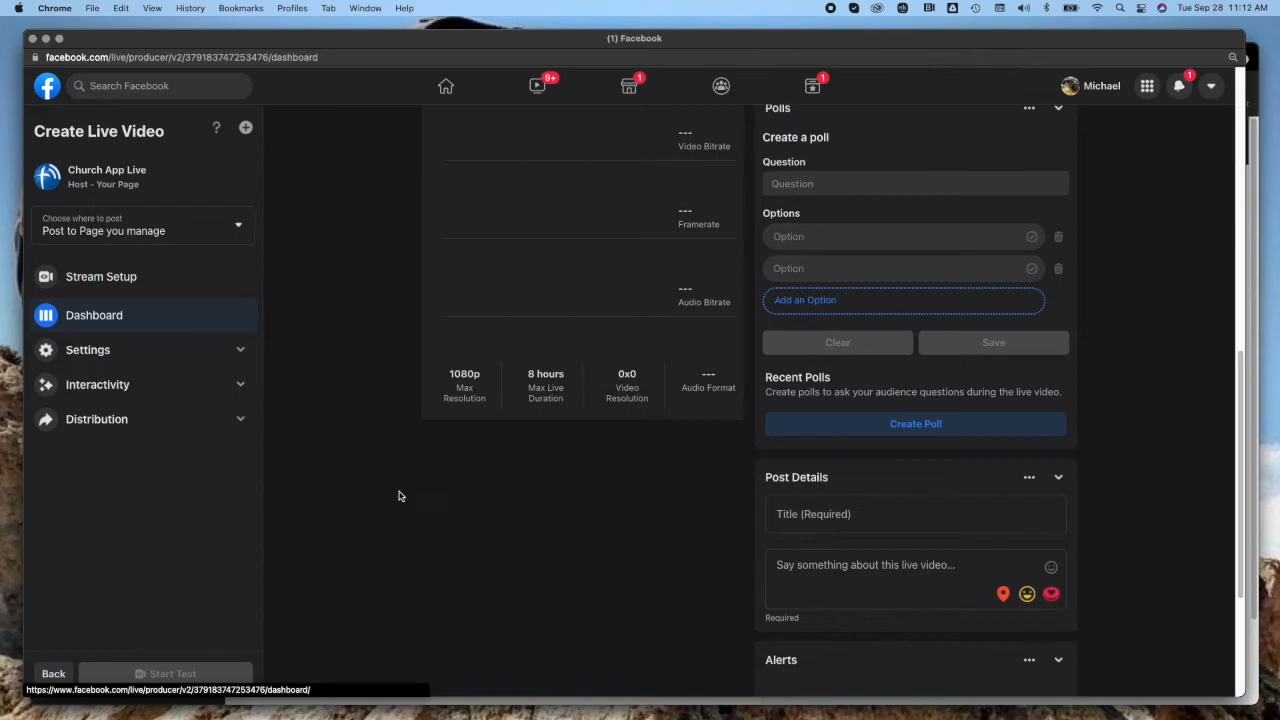 Chrome File Edit View History Bookmarks Profiles Tab Window Help Tue Sep 28 11:12 AM
(1) Facebook
facebook.com/live/producer/v2/379183747253476/dashboard
Search Facebook 9+ 1 1 Michael 1
Create Live Video
Church App Live
Host - Your Page
Choose where to post
Post to Page you manage
Stream Setup
Dashboard
Settings
Interactivity
Distribution
Back
Start Test
https://www.facebook.com/live/producer/v2/379183747253476/dashboard/
---
Video Bitrate
---
Framerate
---
Audio Bitrate
1080p
Max
Resolution
8 hours
Max Live
Duration
0x0
Video
Resolution
---
Audio Format
Polls
Create a poll
Question
Question
Options
Option
Option
Add an Option
Clear
Save
Recent Polls
Create polls to ask your audience questions during the live video.
Create Poll
Post Details
Title (Required)
Say something about this live video...
Required
Alerts